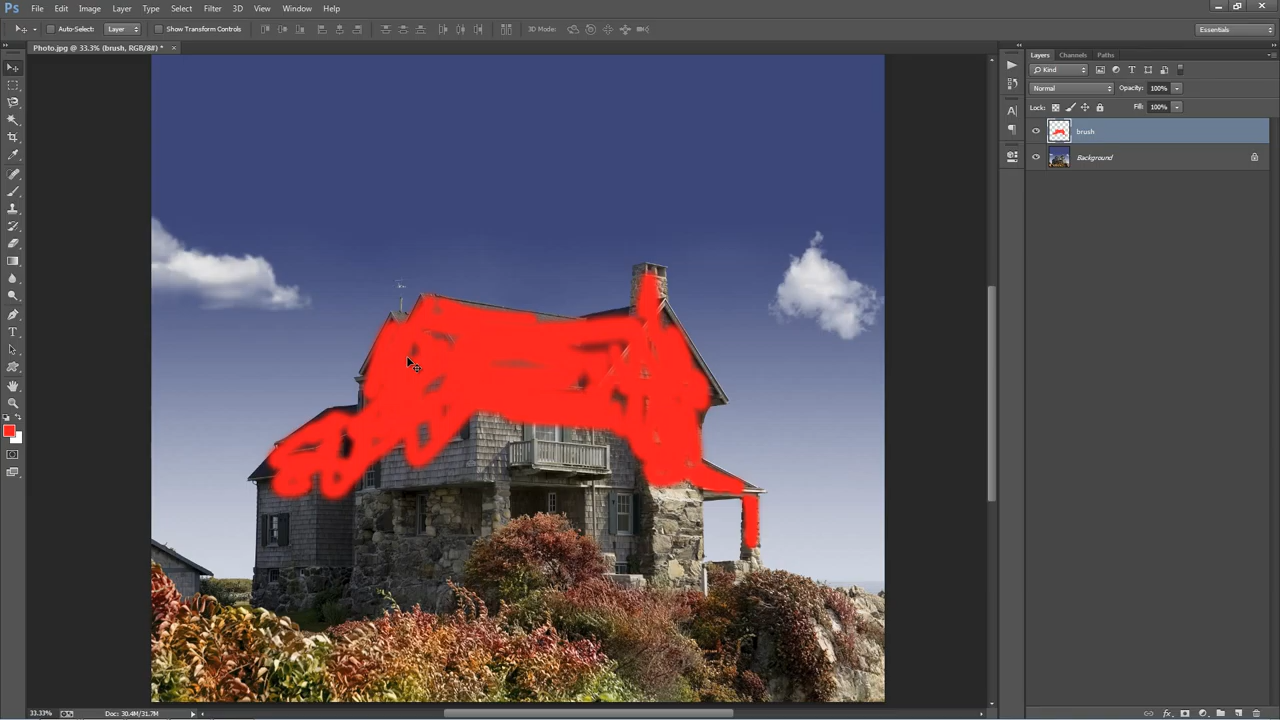 Ps File Edit Image Layer Type Select Filter 3D View Window Help
Auto-Select: Layer Show Transform Controls 3D Mode: Essentials
Photo.jpg @ 33.3% (brush, RGB/8#) * ×
Layers Channels Paths
Kind
Normal Opacity: 100%
Lock: Fill: 100%
brush
Background
33.33% Doc: 30.4M/31.7M